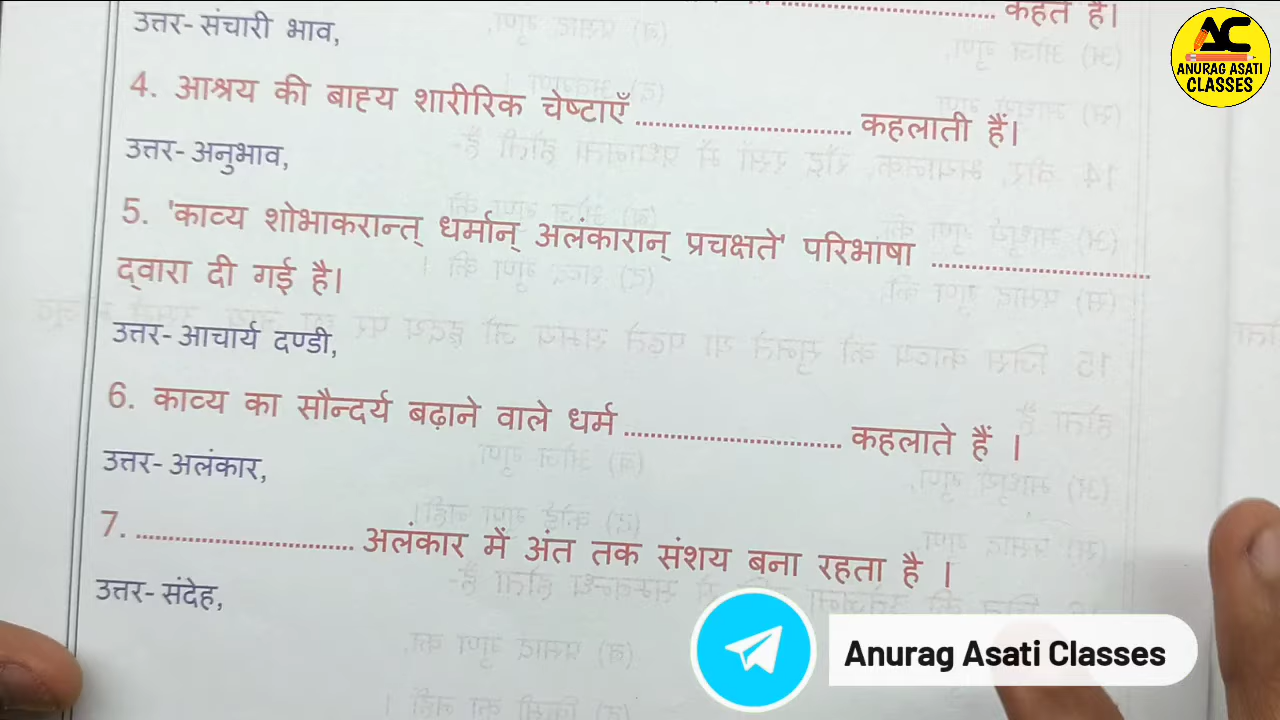 ............................ कहते हैं।
उत्तर- संचारी भाव,
4. आश्रय की बाह्य शारीरिक चेष्टाएँ ............................ कहलाती हैं।
उत्तर- अनुभाव,
5. 'काव्य शोभाकरान्त् धर्मान् अलंकारान् प्रचक्षते' परिभाषा ............................
द्वारा दी गई है।
उत्तर- आचार्य दण्डी,
6. काव्य का सौन्दर्य बढ़ाने वाले धर्म ............................ कहलाते हैं ।
उत्तर- अलंकार,
7. ............................ अलंकार में अंत तक संशय बना रहता है ।
उत्तर- संदेह,
AC
ANURAG ASATI
CLASSES
Anurag Asati Classes